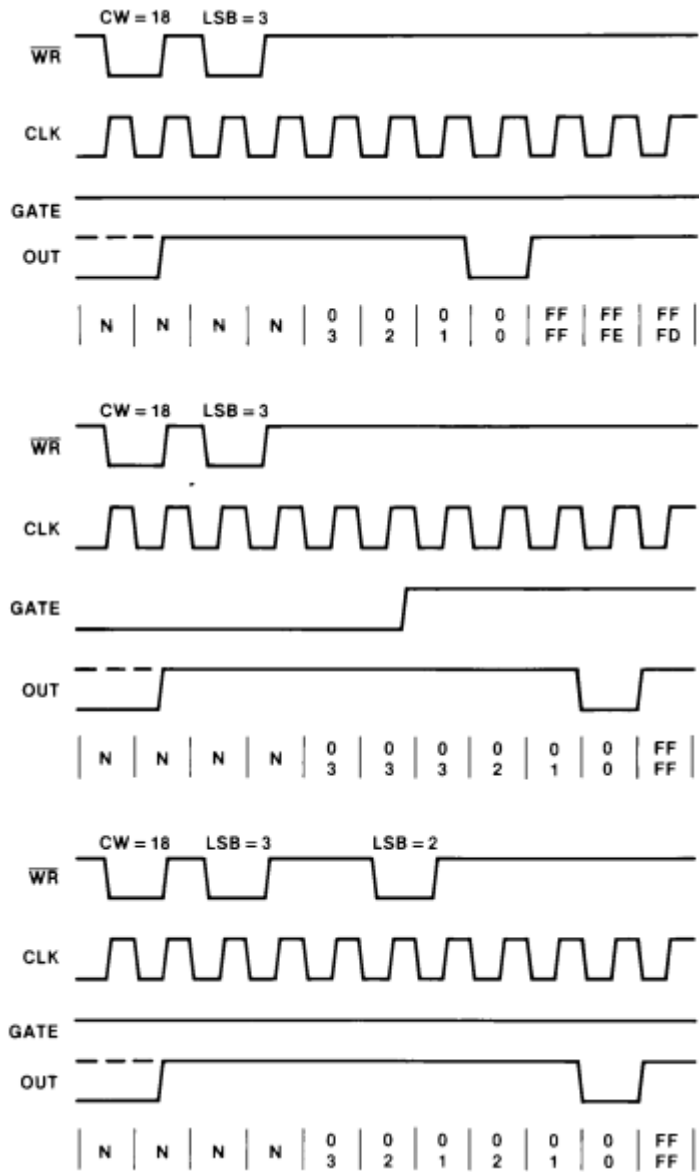 CW = 18 LSB = 3
WR
CLK
GATE
OUT
N N N N 0 0 0 0 FF FF FF
3 2 1 0 FF FE FD
CW = 18 LSB = 3
WR
CLK
GATE
OUT
N N N N 0 0 0 0 0 0 FF
3 3 3 2 1 0 FF
CW = 18 LSB = 3 LSB = 2
WR
CLK
GATE
OUT
N N N N 0 0 0 0 0 0 FF
3 2 1 2 1 0 FF